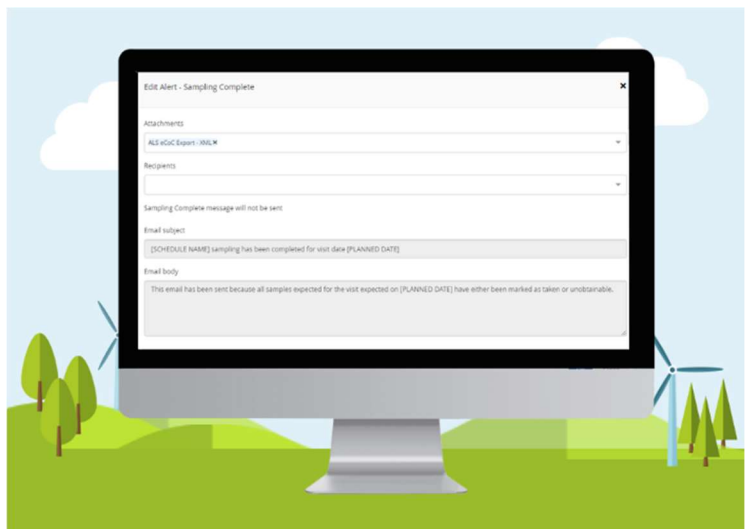 Edit Alert - Sampling Complete
Attachments
ALS eCoC Export - XML
Recipients
Sampling Complete message will not be sent
Email subject
[SCHEDULE NAME] sampling has been completed for visit date [PLANNED DATE]
Email body
This email has been sent because all samples expected for the visit expected on [PLANNED DATE] have either been marked as taken or unobtainable.